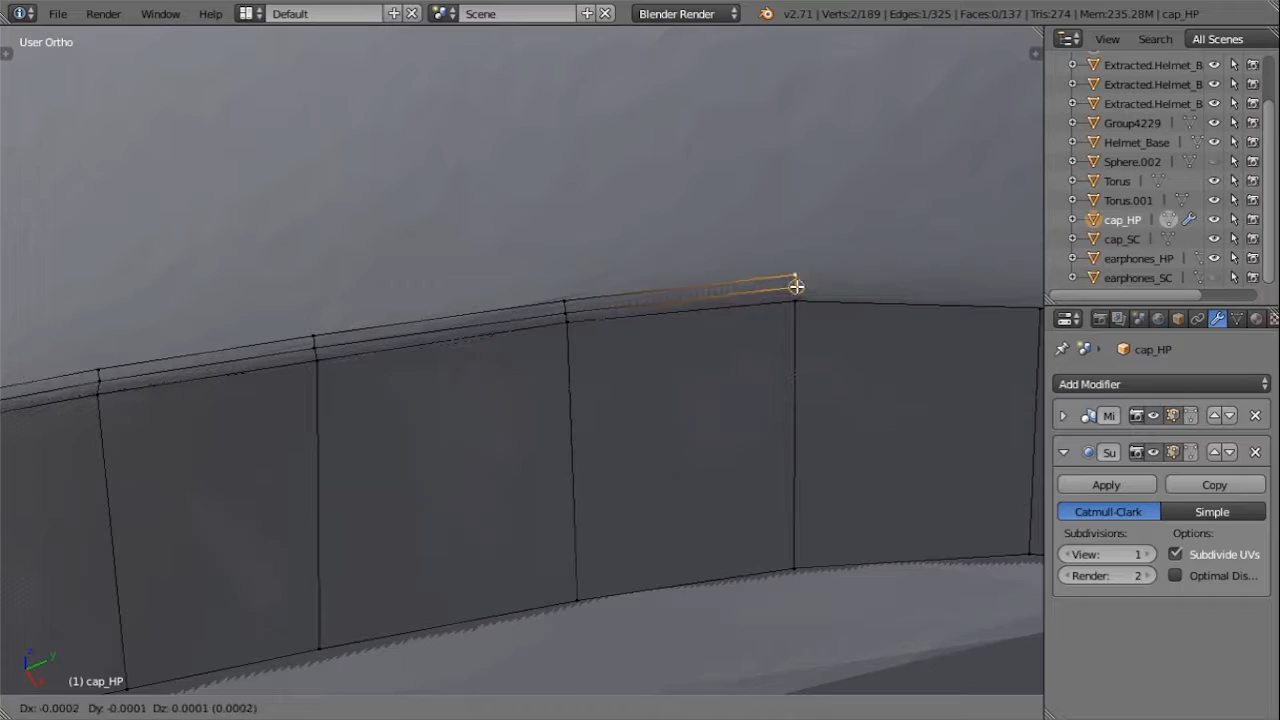 File Render Window Help Default Scene Blender Render v2.71 | Verts:2/189 | Edges:1/325 | Faces:0/137 | Tris:274 | Mem:235.28M | cap_HP
User Ortho
View Search All Scenes
Extracted.Helmet_B
Extracted.Helmet_B
Extracted.Helmet_B
Group4229
Helmet_Base
Sphere.002
Torus
Torus.001
cap_HP
cap_SC
earphones_HP
earphones_SC
cap_HP
Add Modifier
Mi
Su
Apply Copy
Catmull-Clark Simple
Subdivisions: Options:
View: 1 Subdivide UVs
Render: 2 Optimal Dis...
z y x
(1) cap_HP
Dx: -0.0002 Dy: -0.0001 Dz: 0.0001 (0.0002)